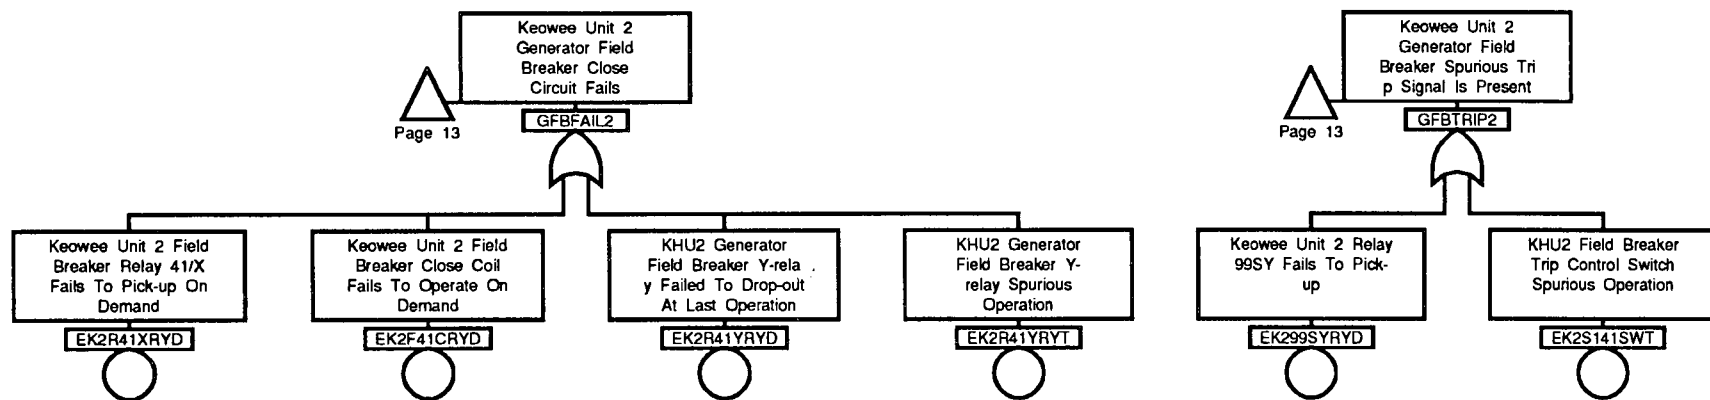 Keowee Unit 2
Generator Field
Breaker Close
Circuit Fails
GFBFAIL2
Page 13
Keowee Unit 2
Generator Field
Breaker Spurious Tri
p Signal Is Present
GFBTRIP2
Page 13
Keowee Unit 2 Field
Breaker Relay 41/X
Fails To Pick-up On
Demand
EK2R41XRYD
Keowee Unit 2 Field
Breaker Close Coil
Fails To Operate On
Demand
EK2F41CRYD
KHU2 Generator
Field Breaker Y-rela
y Failed To Drop-out
At Last Operation
EK2R41YRYD
KHU2 Generator
Field Breaker Y-
relay Spurious
Operation
EK2R41YRYT
Keowee Unit 2 Relay
99SY Fails To Pick-
up
EK299SYRYD
KHU2 Field Breaker
Trip Control Switch
Spurious Operation
EK2S141SWT